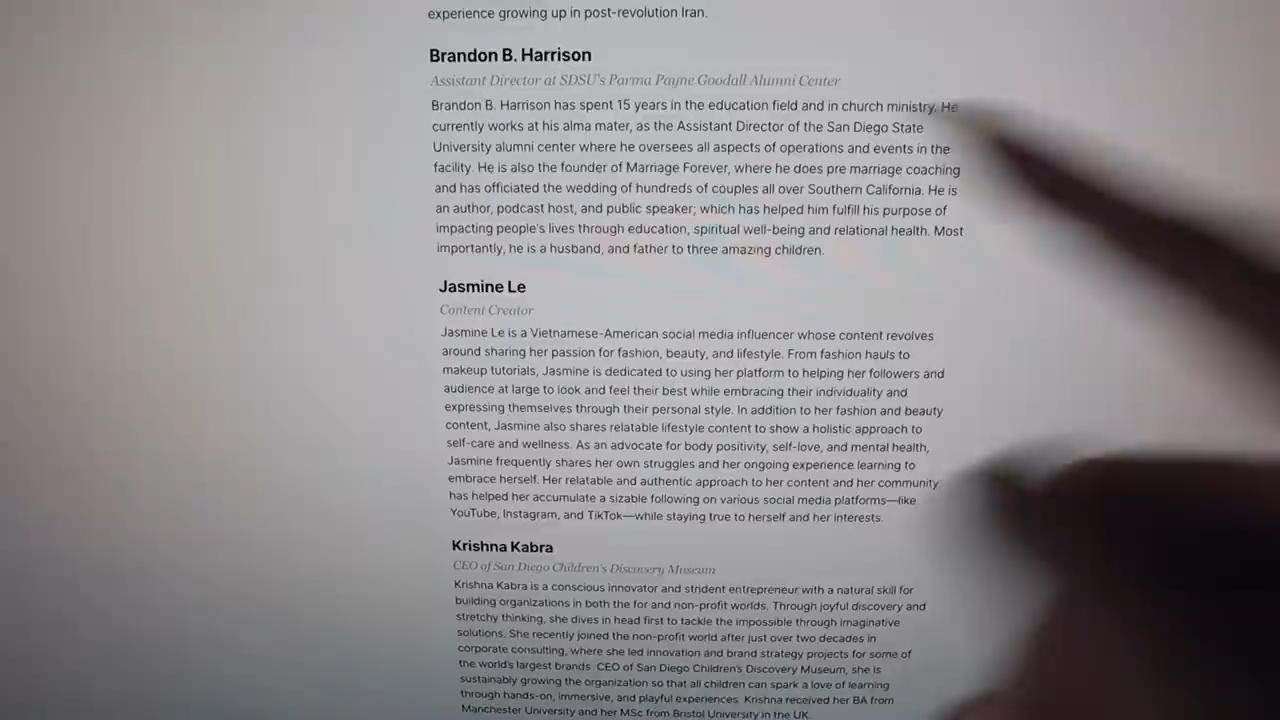 experience growing up in post-revolution Iran.
Brandon B. Harrison
Assistant Director at SDSU's Parma Payne Goodall Alumni Center
Brandon B. Harrison has spent 15 years in the education field and in church ministry. He
currently works at his alma mater, as the Assistant Director of the San Diego State
University alumni center where he oversees all aspects of operations and events in the
facility. He is also the founder of Marriage Forever, where he does pre marriage coaching
and has officiated the wedding of hundreds of couples all over Southern California. He is
an author, podcast host, and public speaker; which has helped him fulfill his purpose of
impacting people's lives through education, spiritual well-being and relational health. Most
importantly, he is a husband, and father to three amazing children.
Jasmine Le
Content Creator
Jasmine Le is a Vietnamese-American social media influencer whose content revolves
around sharing her passion for fashion, beauty, and lifestyle. From fashion hauls to
makeup tutorials, Jasmine is dedicated to using her platform to helping her followers and
audience at large to look and feel their best while embracing their individuality and
expressing themselves through their personal style. In addition to her fashion and beauty
content, Jasmine also shares relatable lifestyle content to show a holistic approach to
self-care and wellness. As an advocate for body positivity, self-love, and mental health,
Jasmine frequently shares her own struggles and her ongoing experience learning to
embrace herself. Her relatable and authentic approach to her content and her community
has helped her accumulate a sizable following on various social media platforms—like
YouTube, Instagram, and TikTok—while staying true to herself and her interests.
Krishna Kabra
CEO of San Diego Children's Discovery Museum
Krishna Kabra is a conscious innovator and strident entrepreneur with a natural skill for
building organizations in both the for and non-profit worlds. Through joyful discovery and
stretchy thinking, she dives in head first to tackle the impossible through imaginative
solutions. She recently joined the non-profit world after just over two decades in
corporate consulting, where she led innovation and brand strategy projects for some of
the world's largest brands. CEO of San Diego Children's Discovery Museum, she is
sustainably growing the organization so that all children can spark a love of learning
through hands-on, immersive, and playful experiences. Krishna received her BA from
Manchester University and her MSc from Bristol University in the UK.